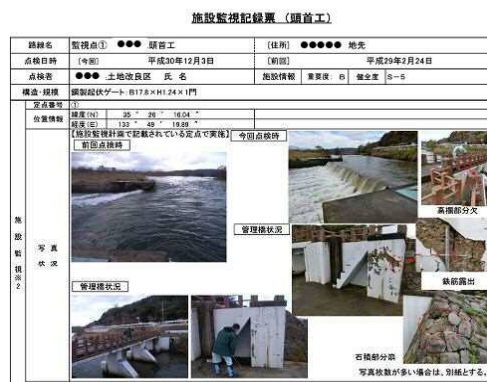 施設監視記録票 (頭首工)
路線名 監視点① ●●● 頭首工 [住所] ●●●●● 地先
点検日時 [今回] 平成30年12月3日 [前回] 平成29年2月24日
点検者 ●●● 土地改良区 氏 名 施設情報 重要度: B 健全度 S-5
構造・規模 鋼製起伏ゲート: B17.8×H1.24×1門
定点番号 ①
位置情報 緯度(N) 35 ° 26 ′ 16.04 ″
経度(E) 133 ° 49 ′ 19.89 ″
【施設監視計画で記載されている定点で実施】
今回点検時
前回点検時
高欄部分欠
管理橋状況
施設監視※2
写真状況
鉄筋露出
管理橋状況
石積部分
写真枚数が多い場合は、別紙とする。